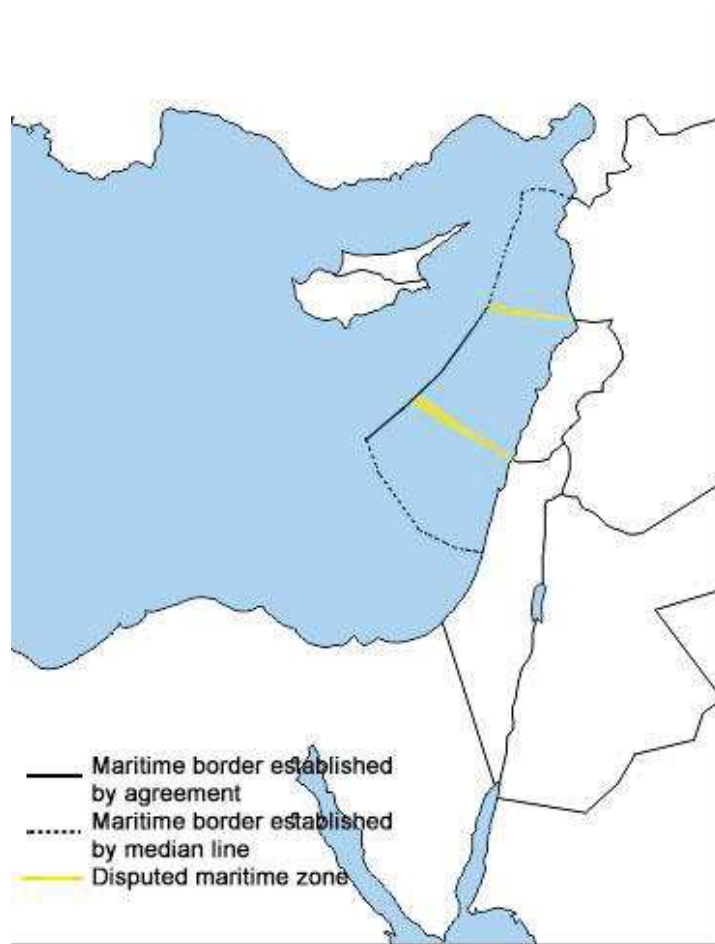 Maritime border established
by agreement
Maritime border established
by median line
Disputed maritime zone